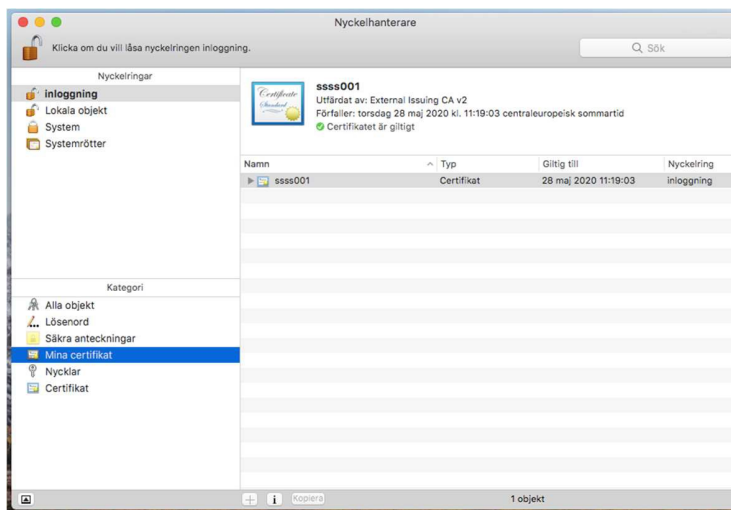 Nyckelhanterare
Klicka om du vill låsa nyckelringen inloggning.
Sök
Nyckelringar
inloggning
Lokala objekt
System
Systemrötter
Certificate
Standard
ssss001
Utfärdat av: External Issuing CA v2
Förfaller: torsdag 28 maj 2020 kl. 11:19:03 centraleuropeisk sommartid
Certifikatet är giltigt
Namn Typ Giltig till Nyckelring
ssss001 Certifikat 28 maj 2020 11:19:03 inloggning
Kategori
Alla objekt
Lösenord
Säkra anteckningar
Mina certifikat
Nycklar
Certifikat
+ i Kopiera 1 objekt